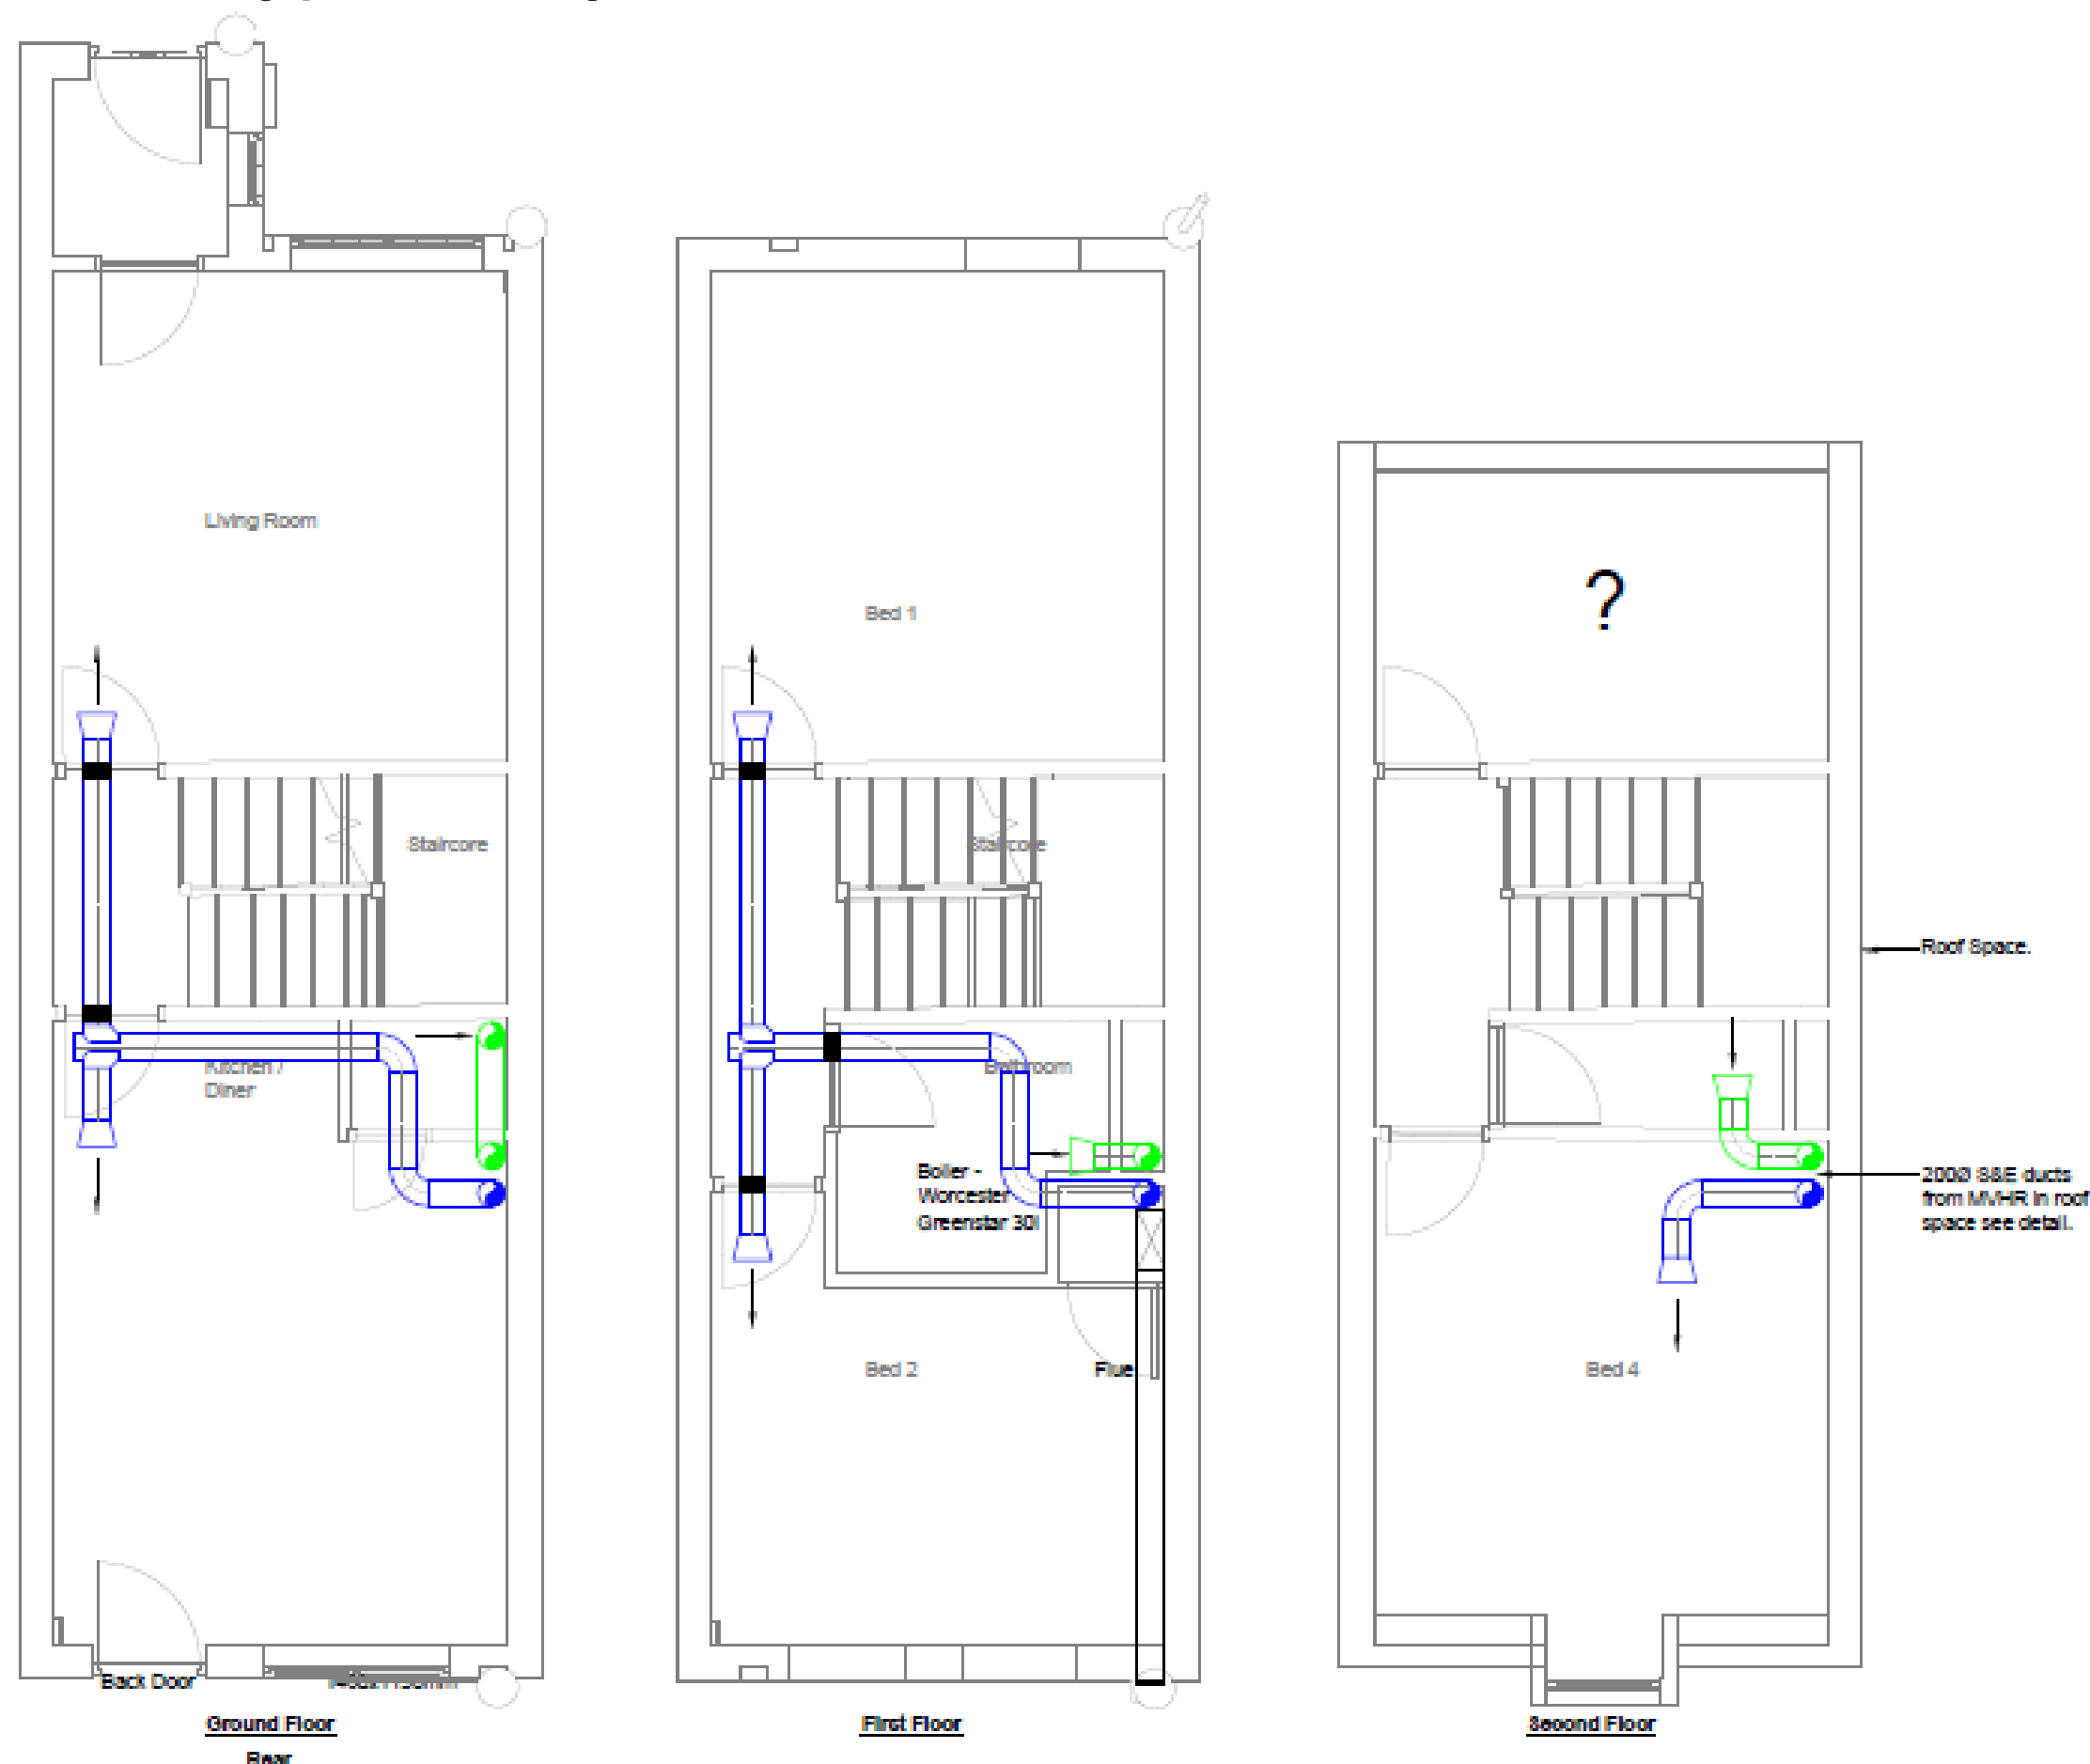 Living Room
Staircore
Kitchen /
Diner
Back Door
Ground Floor
Rear
Bed 1
Staircore
Bathroom
Boiler -
Worcester
Greenstar 30i
Bed 2
Flue
First Floor
?
Roof Space.
200Ø S&E ducts
from MVHR in roof
space see detail.
Bed 4
Second Floor